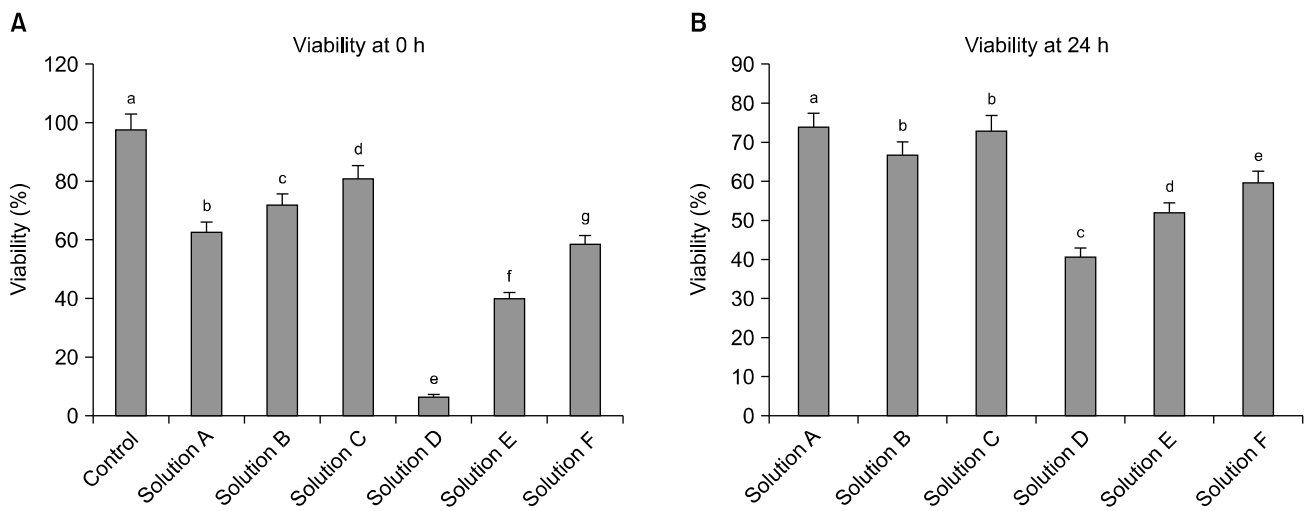 A
Viability at 0 h
Viability (%)
120
100
80
60
40
20
0
a
b
c
d
e
f
g
Control
Solution A
Solution B
Solution C
Solution D
Solution E
Solution F
B
Viability at 24 h
Viability (%)
90
80
70
60
50
40
30
20
10
0
a
b
b
c
d
e
Solution A
Solution B
Solution C
Solution D
Solution E
Solution F